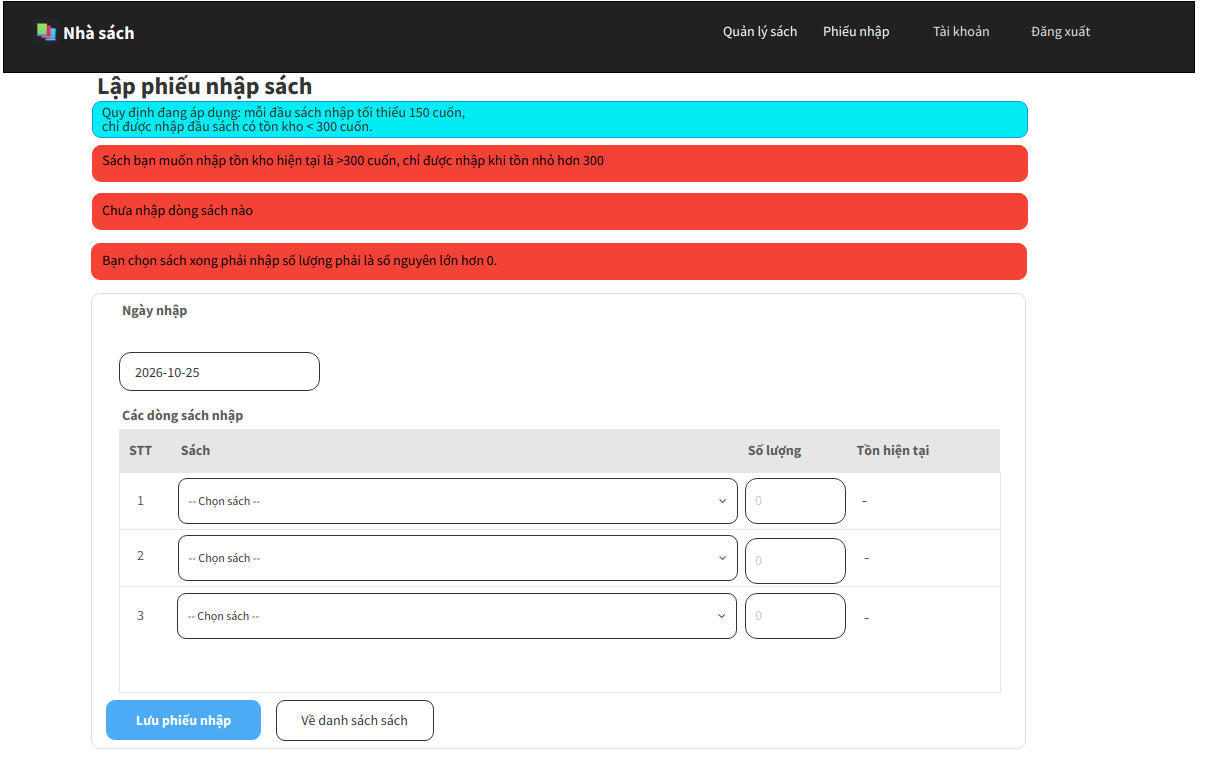 Nhà sách
Quản lý sách
Phiếu nhập
Tài khoản
Đăng xuất
Lập phiếu nhập sách
Quy định đang áp dụng: mỗi đầu sách nhập tối thiểu 150 cuốn,
chỉ được nhập đầu sách có tồn kho < 300 cuốn.
Sách bạn muốn nhập tồn kho hiện tại là >300 cuốn, chỉ được nhập khi tồn nhỏ hơn 300
Chưa nhập dòng sách nào
Bạn chọn sách xong phải nhập số lượng phải là số nguyên lớn hơn 0.
Ngày nhập
2026-10-25
Các dòng sách nhập
STT Sách Số lượng Tồn hiện tại
1 -- Chọn sách -- 0 -
2 -- Chọn sách -- 0 -
3 -- Chọn sách -- 0 -
Lưu phiếu nhập
Về danh sách sách